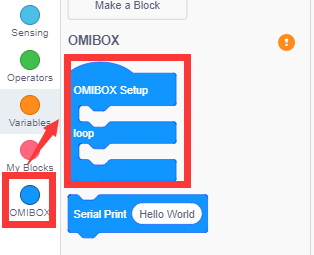 Make a Block
Sensing
OMIBOX
!
Operators
OMIBOX Setup
Variables
loop
My Blocks
OMIBOX
Serial Print Hello World